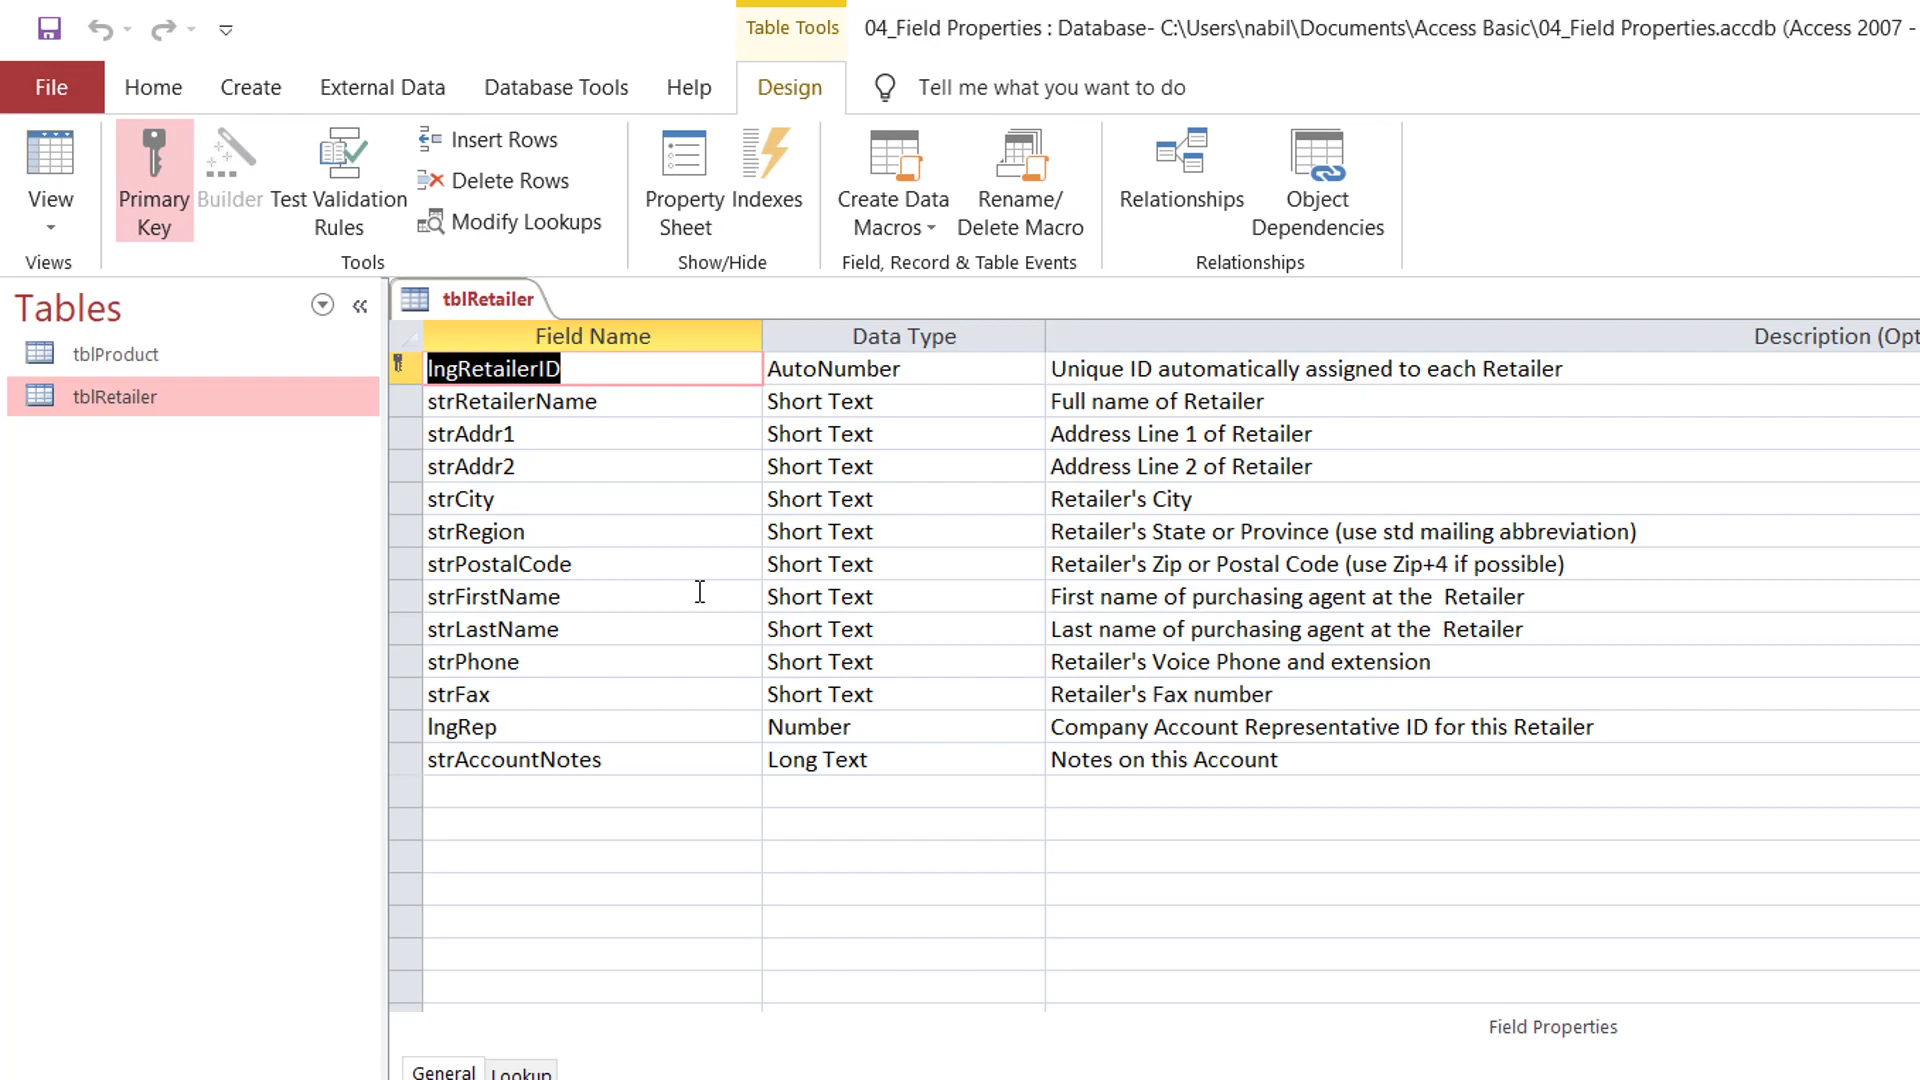 Table Tools 04_Field Properties : Database- C:\Users\nabil\Documents\Access Basic\04_Field Properties.accdb (Access 2007 -
File Home Create External Data Database Tools Help Design Tell me what you want to do
View
Primary Key
Builder
Test Validation Rules
Insert Rows
Delete Rows
Modify Lookups
Property Sheet
Indexes
Create Data Macros
Rename/ Delete Macro
Relationships
Object Dependencies
Views Tools Show/Hide Field, Record & Table Events Relationships
Tables
tblProduct
tblRetailer
tblRetailer
Field Name Data Type Description (Opt
lngRetailerID AutoNumber Unique ID automatically assigned to each Retailer
strRetailerName Short Text Full name of Retailer
strAddr1 Short Text Address Line 1 of Retailer
strAddr2 Short Text Address Line 2 of Retailer
strCity Short Text Retailer's City
strRegion Short Text Retailer's State or Province (use std mailing abbreviation)
strPostalCode Short Text Retailer's Zip or Postal Code (use Zip+4 if possible)
strFirstName Short Text First name of purchasing agent at the  Retailer
strLastName Short Text Last name of purchasing agent at the  Retailer
strPhone Short Text Retailer's Voice Phone and extension
strFax Short Text Retailer's Fax number
lngRep Number Company Account Representative ID for this Retailer
strAccountNotes Long Text Notes on this Account
Field Properties
General Lookup